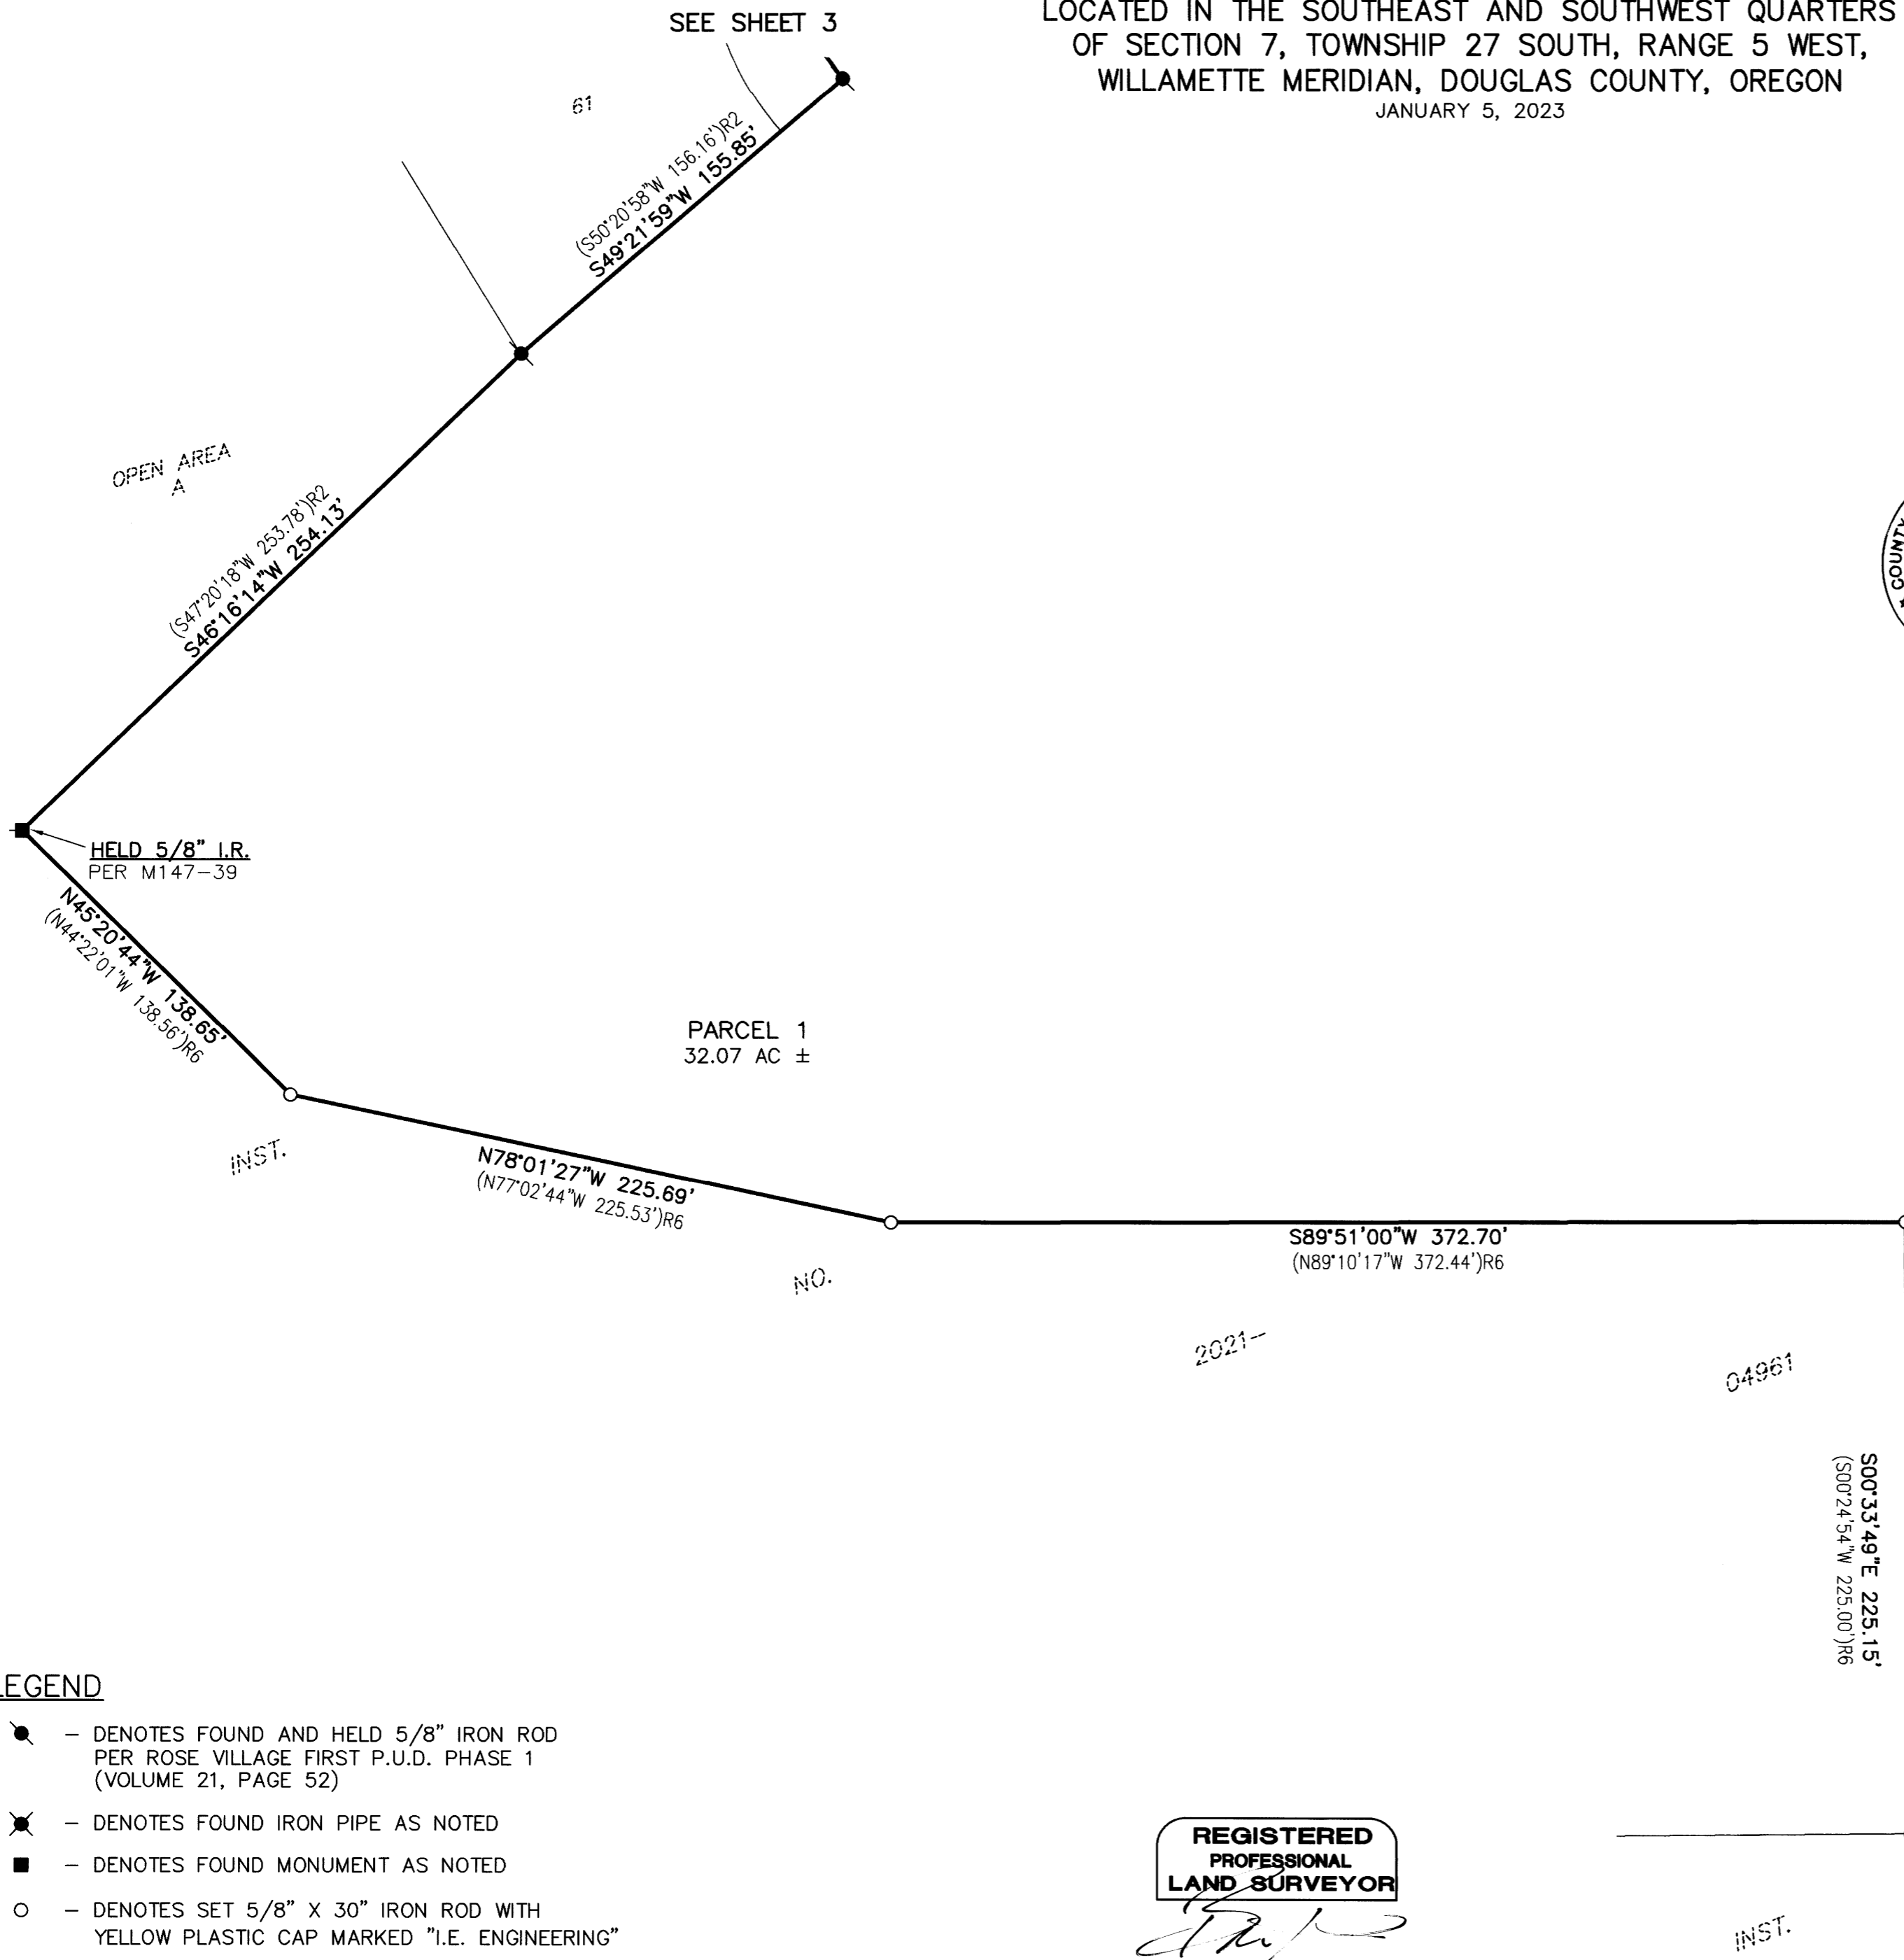 SEE SHEET 3
LOCATED IN THE SOUTHEAST AND SOUTHWEST QUARTERS
OF SECTION 7, TOWNSHIP 27 SOUTH, RANGE 5 WEST,
WILLAMETTE MERIDIAN, DOUGLAS COUNTY, OREGON
JANUARY 5, 2023
61
(S50°20'58"W 156.16')R2
S49°21'59"W 155.85'
OPEN AREA
A
(S47°20'18"W 253.78')R2
S46°16'14"W 254.13'
COUNTY
HELD 5/8" I.R.
PER M147-39
N45°20'44"W 138.65'
(N44°22'01"W 138.56')R6
PARCEL 1
32.07 AC ±
INST.
N78°01'27"W 225.69'
(N77°02'44"W 225.53')R6
S89°51'00"W 372.70'
(N89°10'17"W 372.44')R6
NO.
2021-
04961
S00°33'49"E 225.15'
(S00°24'54"W 225.00')R6
LEGEND
- DENOTES FOUND AND HELD 5/8" IRON ROD
PER ROSE VILLAGE FIRST P.U.D. PHASE 1
(VOLUME 21, PAGE 52)
- DENOTES FOUND IRON PIPE AS NOTED
- DENOTES FOUND MONUMENT AS NOTED
- DENOTES SET 5/8" X 30" IRON ROD WITH
YELLOW PLASTIC CAP MARKED "I.E. ENGINEERING"
REGISTERED
PROFESSIONAL
LAND SURVEYOR
INST.